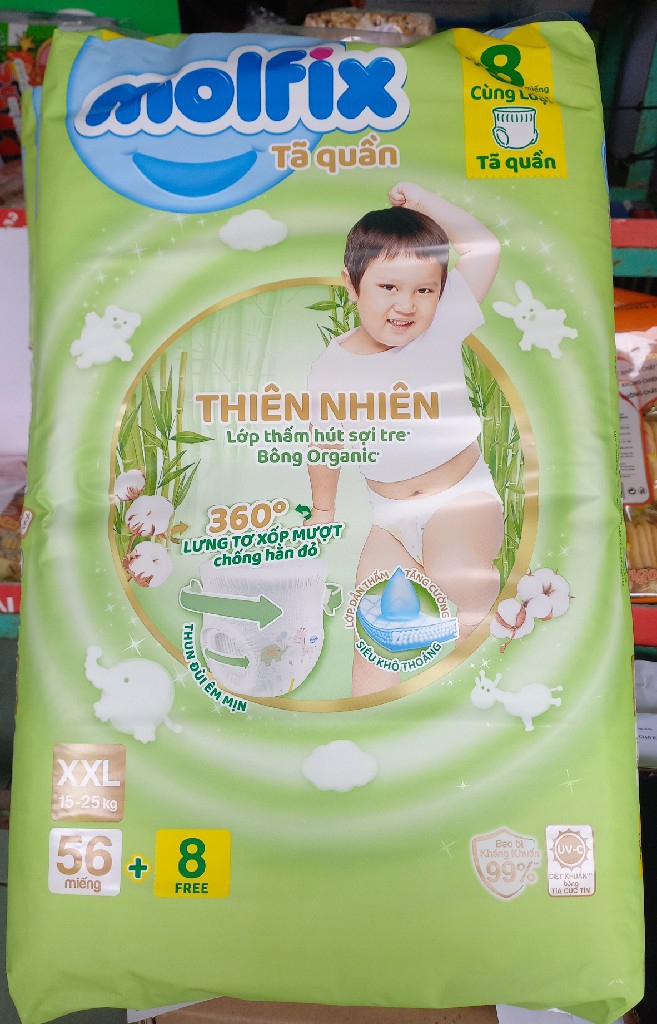 molfix
Tã quần
8
miếng
Cùng Loại
Tã quần
THIÊN NHIÊN
Lớp thấm hút sợi tre*
Bông Organic*
360°
LƯNG TƠ XỐP MƯỢT
chống hằn đỏ
THUN ĐÙI ÊM MỊN
LỚP DẪN THẤM TĂNG CƯỜNG
SIÊU KHÔ THOÁNG
XXL
15-25 kg
56
miếng
+
8
FREE
Bao bì
Kháng Khuẩn
99%
UV-C
DIỆT KHUẨN
bằng
TIA CỰC TÍM